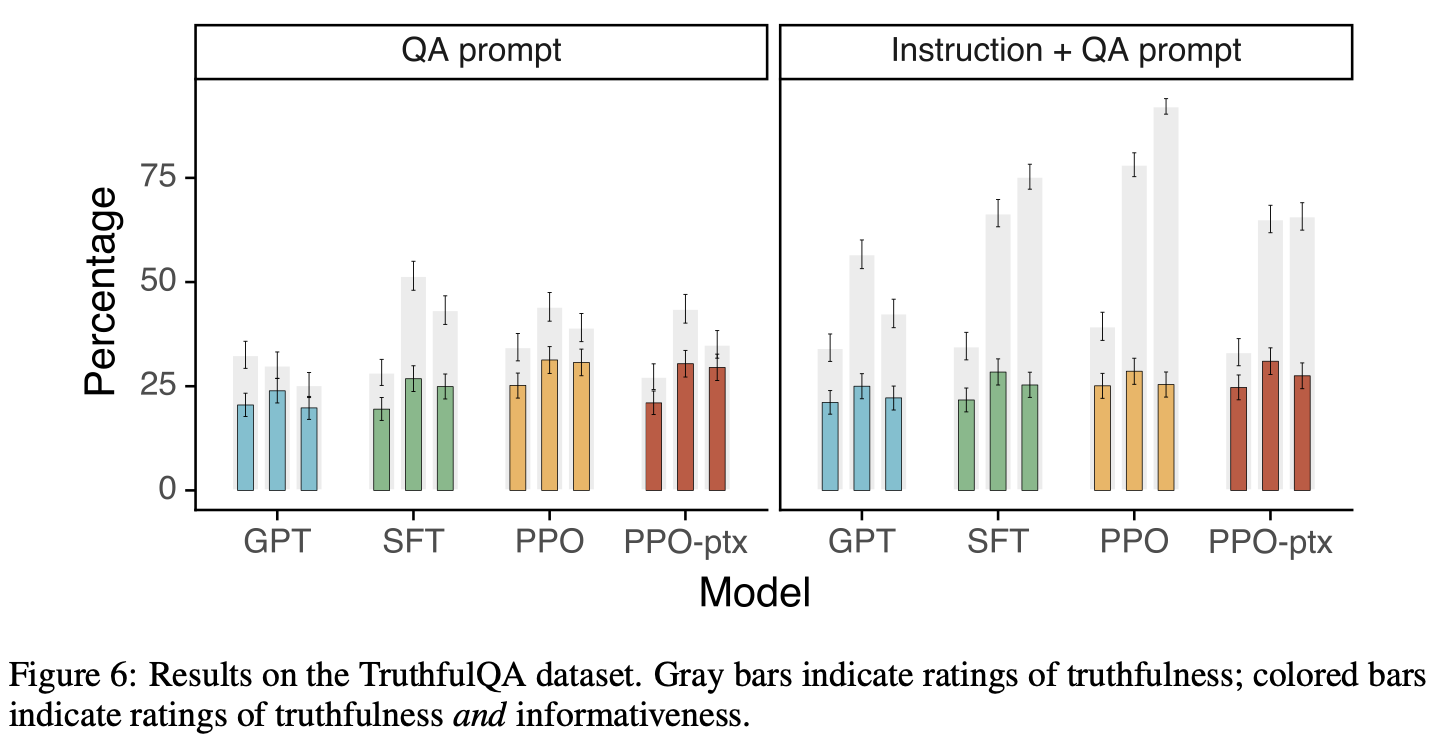 QA prompt
Instruction + QA prompt
Percentage
75
50
25
0
GPT
SFT
PPO
PPO-ptx
GPT
SFT
PPO
PPO-ptx
Model
Figure 6: Results on the TruthfulQA dataset. Gray bars indicate ratings of truthfulness; colored bars
indicate ratings of truthfulness and informativeness.